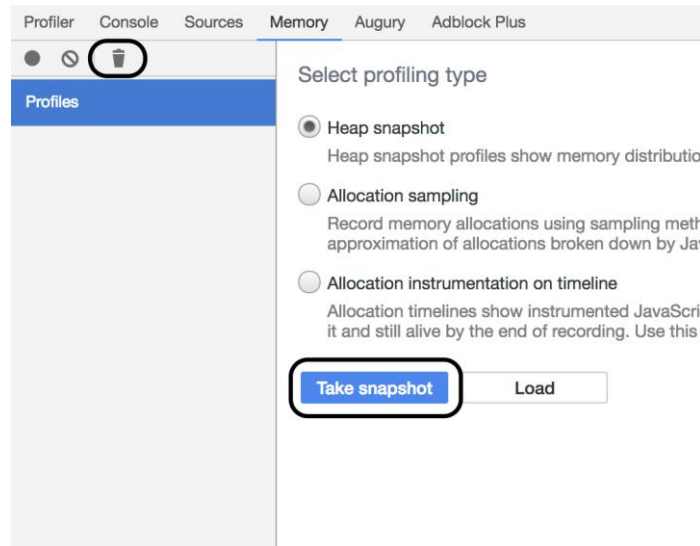 Profiler Console Sources Memory Augury Adblock Plus
Profiles
Select profiling type
Heap snapshot
Heap snapshot profiles show memory distributio
Allocation sampling
Record memory allocations using sampling meth
approximation of allocations broken down by Ja
Allocation instrumentation on timeline
Allocation timelines show instrumented JavaScri
it and still alive by the end of recording. Use this
Take snapshot Load